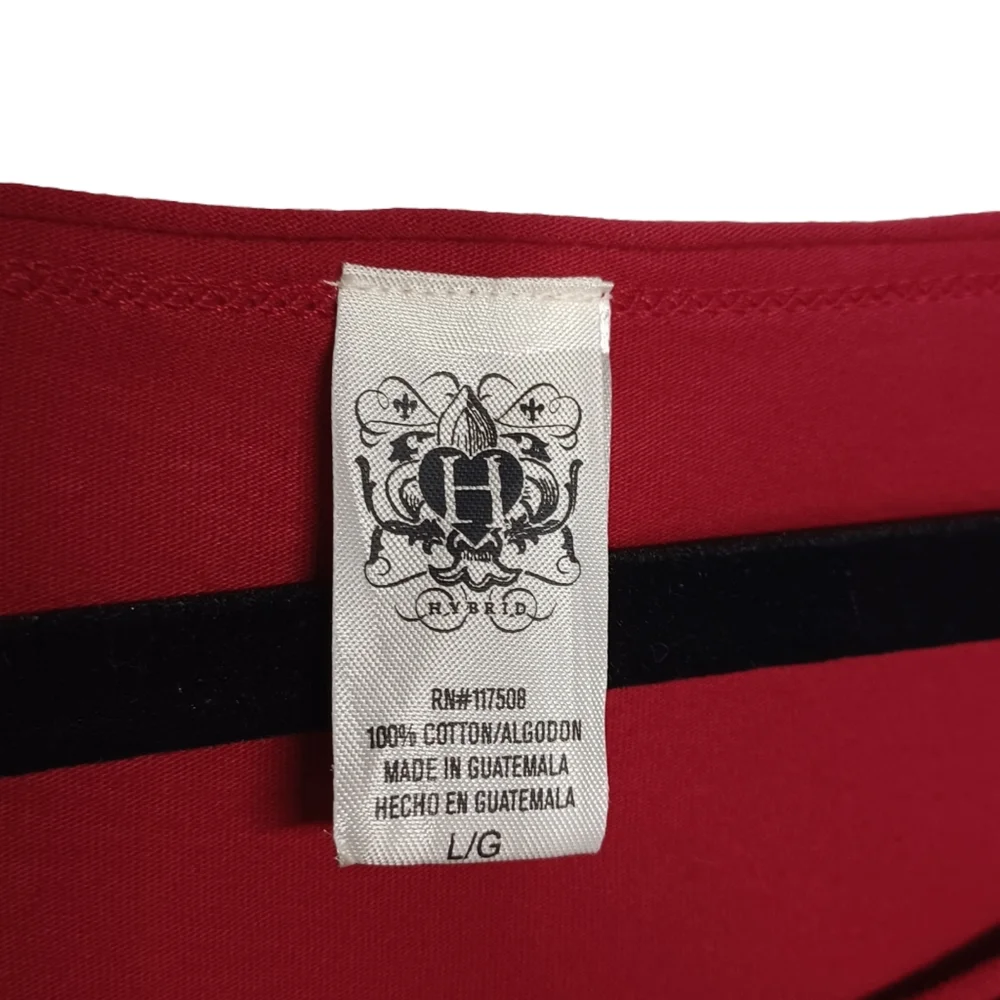 H
HYBRID
RN#117508
100% COTTON/ALGODON
MADE IN GUATEMALA
HECHO EN GUATEMALA
L/G